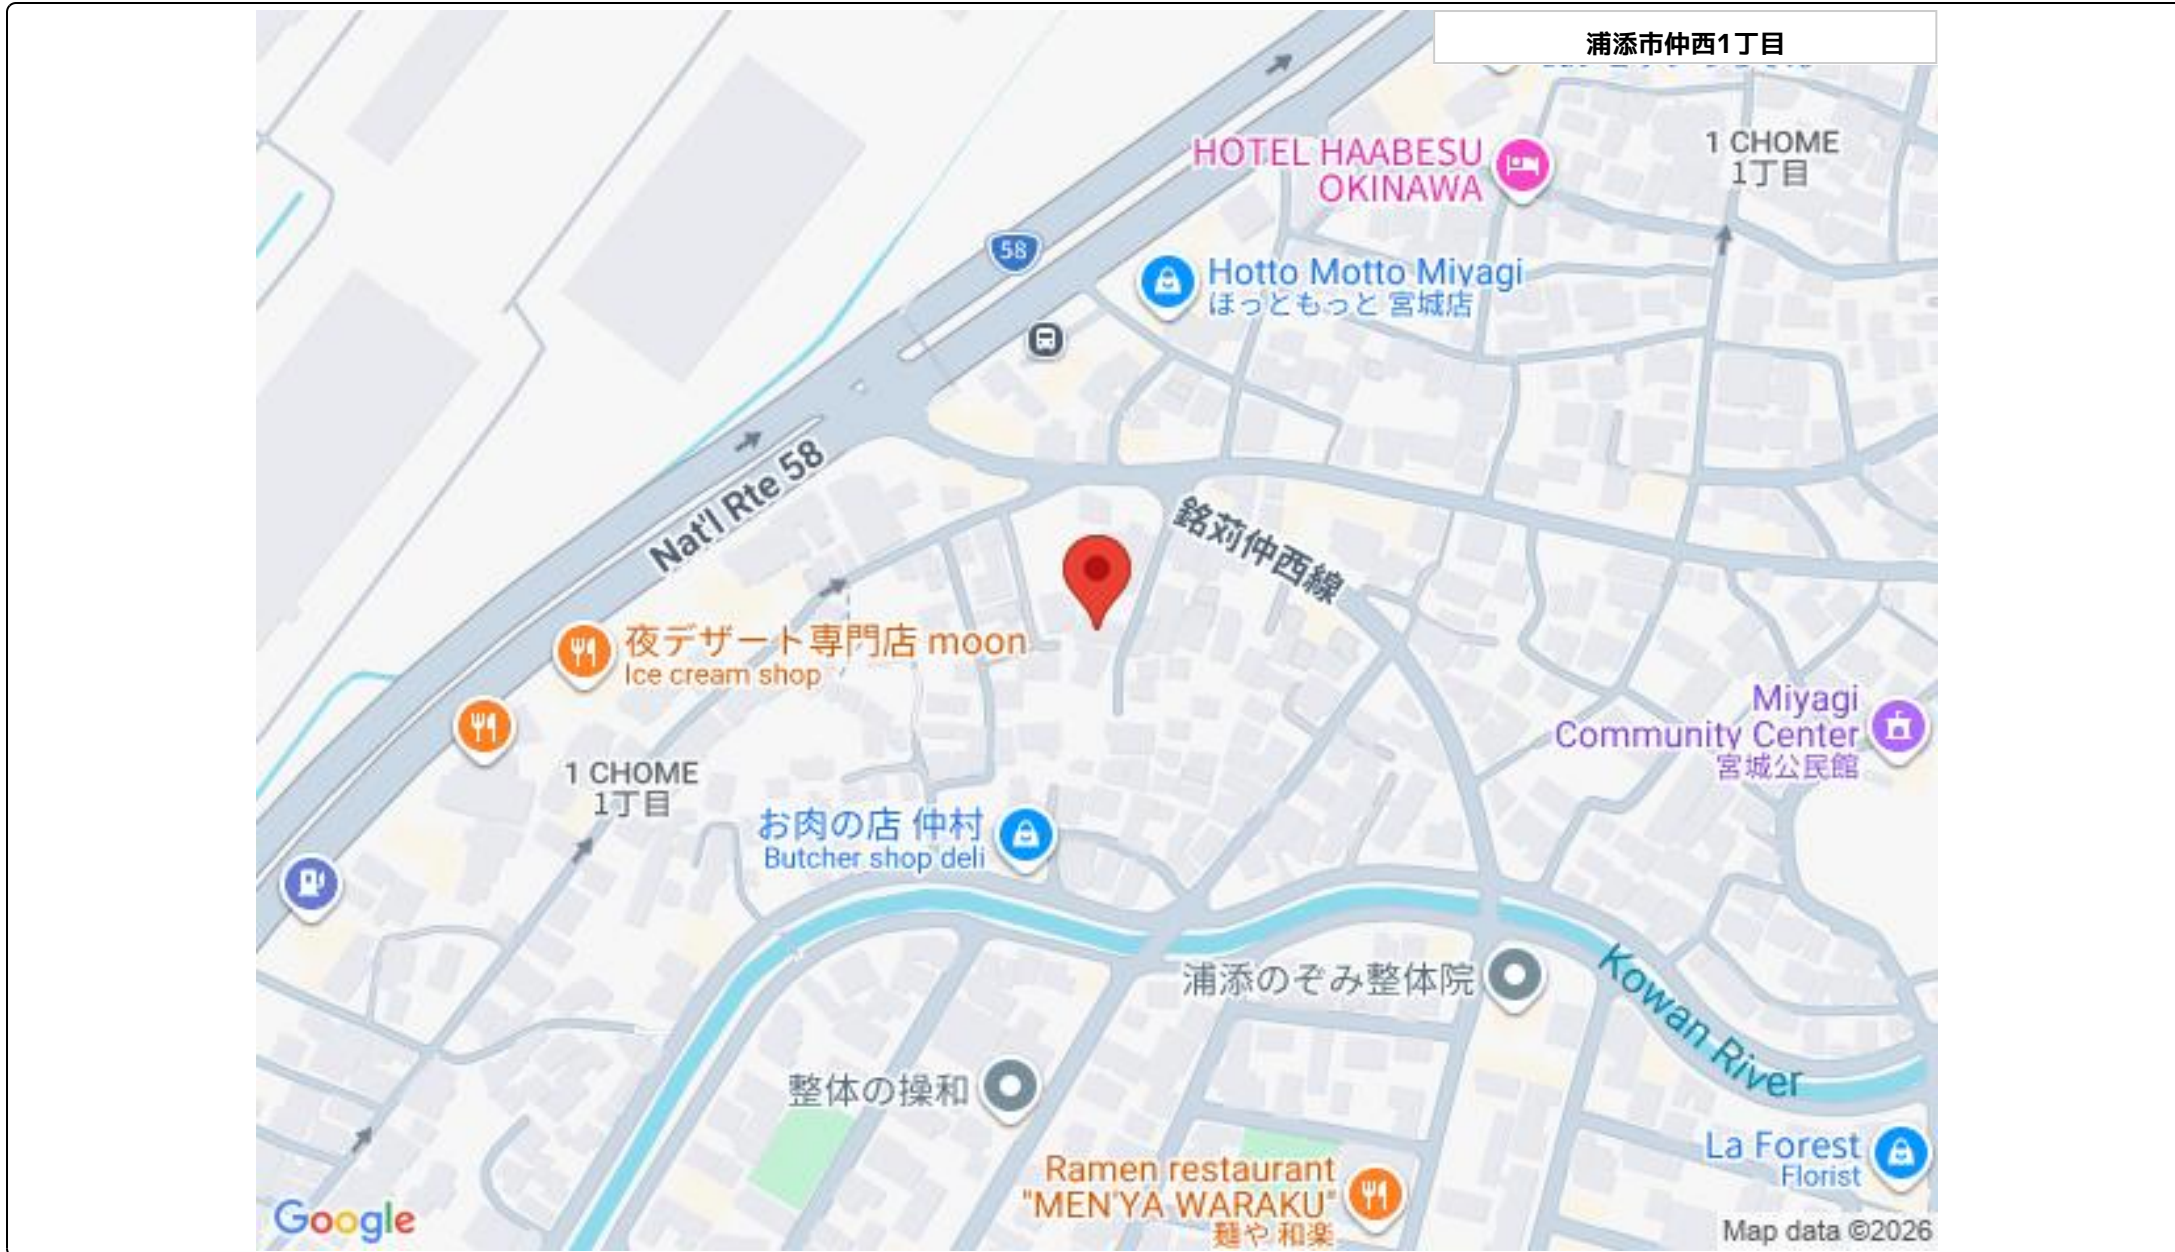 浦添市仲西1丁目
HOTEL HAABESU
OKINAWA
1 CHOME
1丁目
58
Hotto Motto Miyagi
ほっともっと 宮城店
Nat'l Rte 58
銘苅仲西線
夜デザート専門店 moon
Ice cream shop
Miyagi
Community Center
宮城公民館
1 CHOME
1丁目
お肉の店 仲村
Butcher shop deli
浦添のぞみ整体院
Kowan River
整体の操和
La Forest
Florist
Ramen restaurant
"MEN'YA WARAKU"
麺や 和楽
Google
Map data ©2026